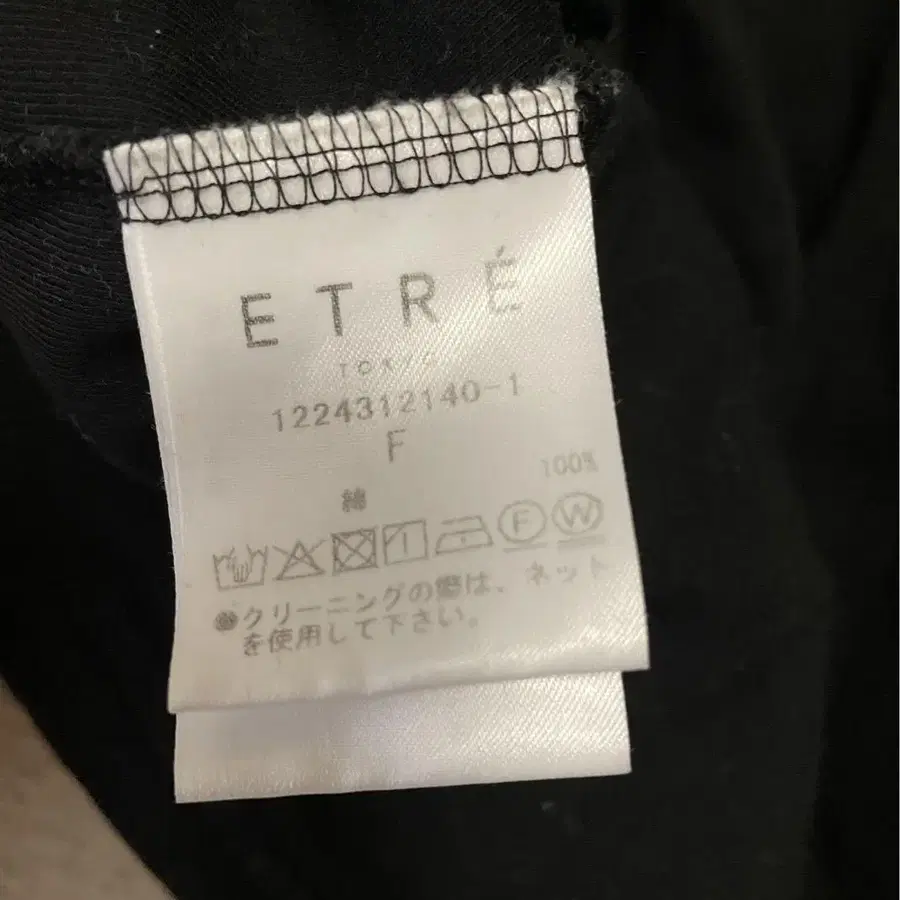 ETRÉ
TOKYO
1224312140-1
F
綿 100%
F W
●クリーニングの際は、ネット
を使用して下さい。